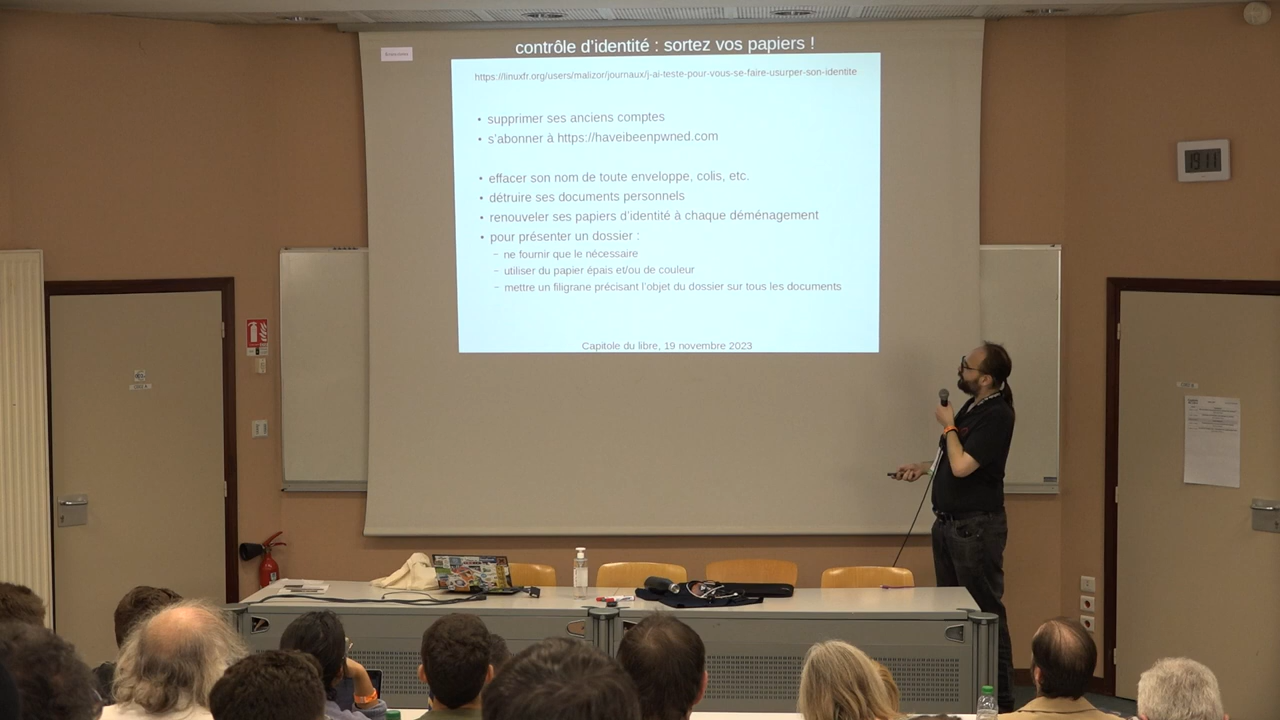 contrôle d'identité : sortez vos papiers !
https://linuxfr.org/users/malizor/journaux/j-ai-teste-pour-vous-se-faire-usurper-son-identite
• supprimer ses anciens comptes
• s'abonner à https://haveibeenpwned.com
• effacer son nom de toute enveloppe, colis, etc.
• détruire ses documents personnels
• renouveler ses papiers d'identité à chaque déménagement
• pour présenter un dossier :
– ne fournir que le nécessaire
– utiliser du papier épais et/ou de couleur
– mettre un filigrane précisant l'objet du dossier sur tous les documents
Capitole du libre, 19 novembre 2023
19:11